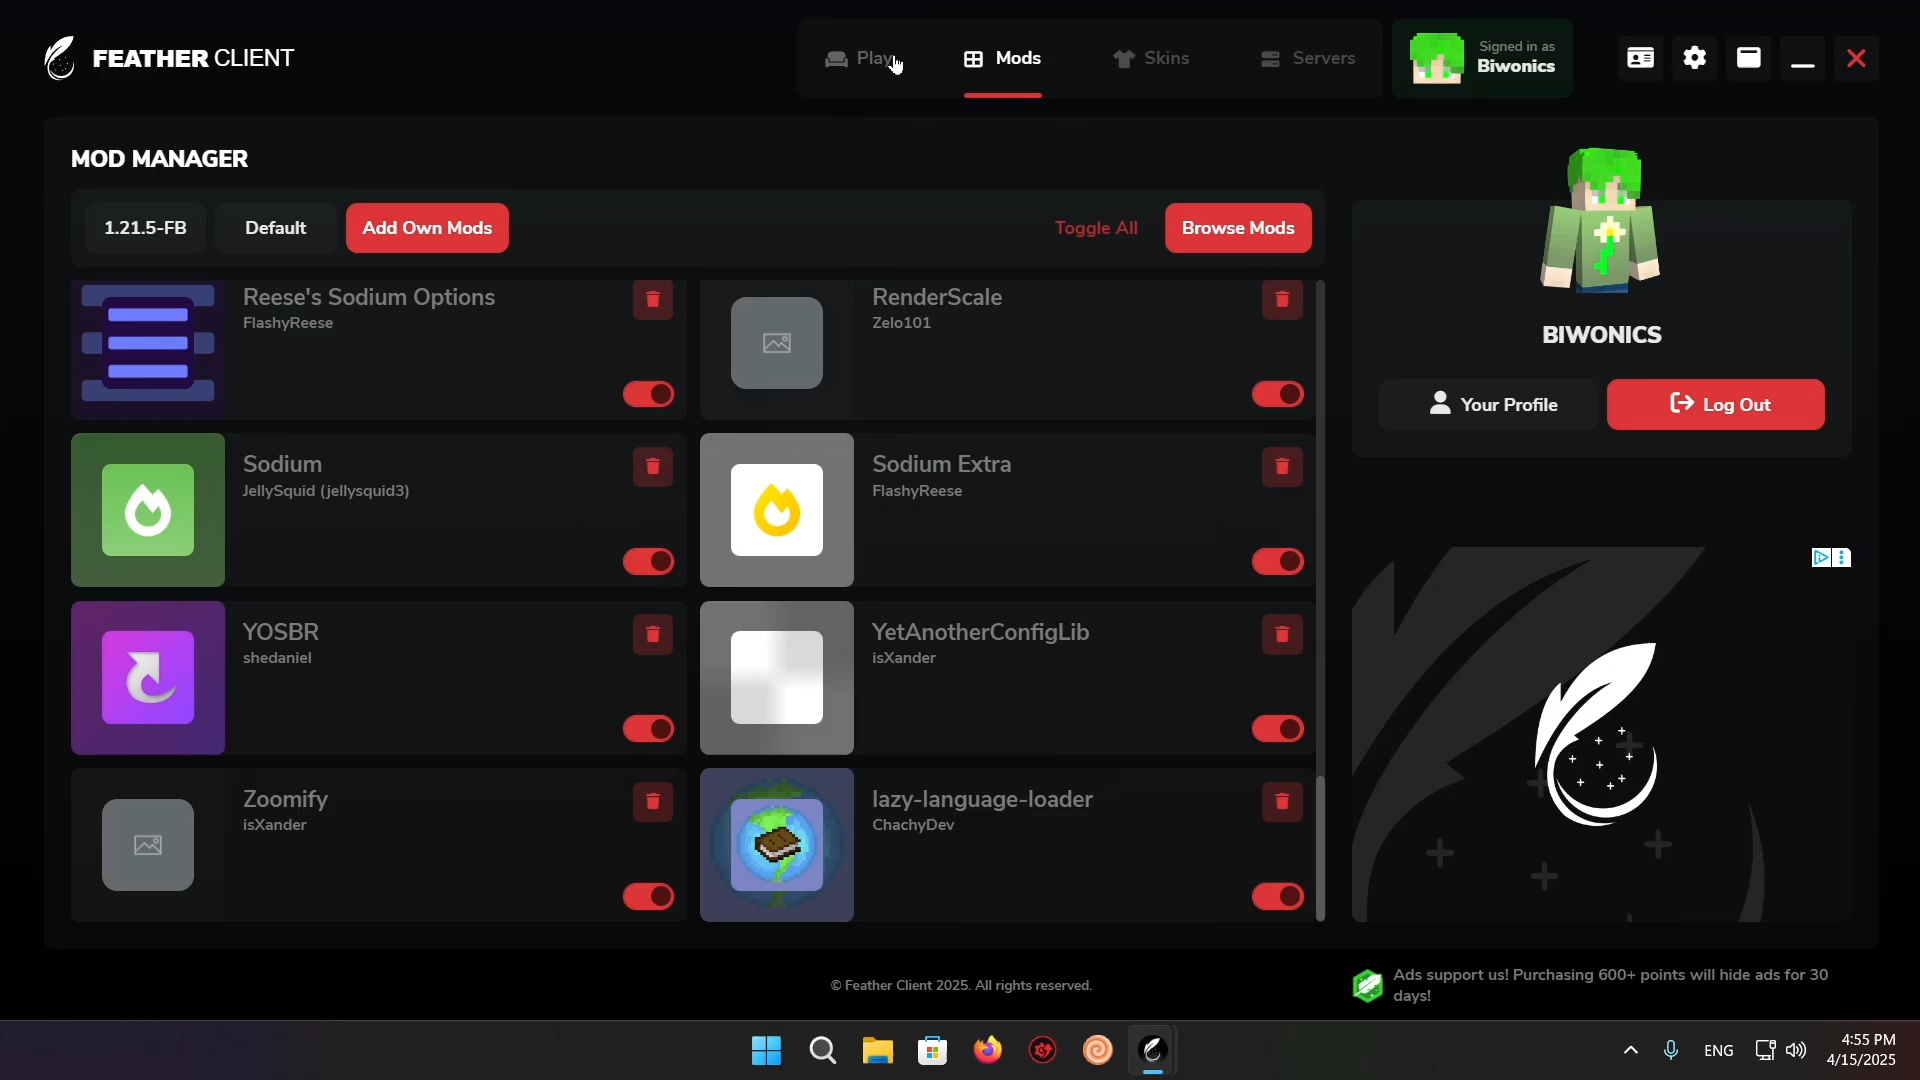 FEATHER CLIENT
Play
Mods
Skins
Servers
Signed in as
Biwonics
MOD MANAGER
1.21.5-FB
Default
Add Own Mods
Toggle All
Browse Mods
Reese's Sodium Options
FlashyReese
RenderScale
Zelo101
Sodium
JellySquid (jellysquid3)
Sodium Extra
FlashyReese
YOSBR
shedaniel
YetAnotherConfigLib
isXander
Zoomify
isXander
lazy-language-loader
ChachyDev
BIWONICS
Your Profile
Log Out
© Feather Client 2025. All rights reserved.
Ads support us! Purchasing 600+ points will hide ads for 30
days!
ENG
4:55 PM
4/15/2025